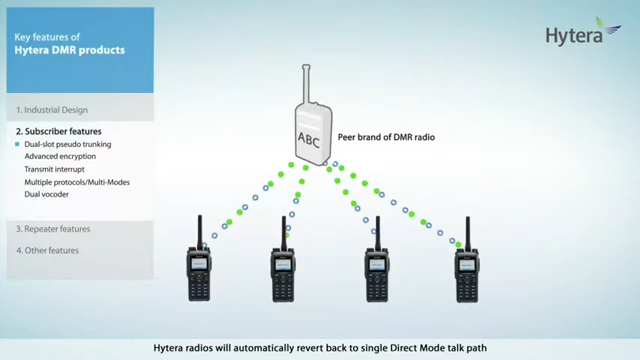 Key features of
Hytera DMR products
Hytera
1. Industrial Design
2. Subscriber features
Dual-slot pseudo trunking
Advanced encryption
Transmit interrupt
Multiple protocols/Multi-Modes
Dual vocoder
3. Repeater features
4. Other features
ABC
Peer brand of DMR radio
Hytera radios will automatically revert back to single Direct Mode talk path